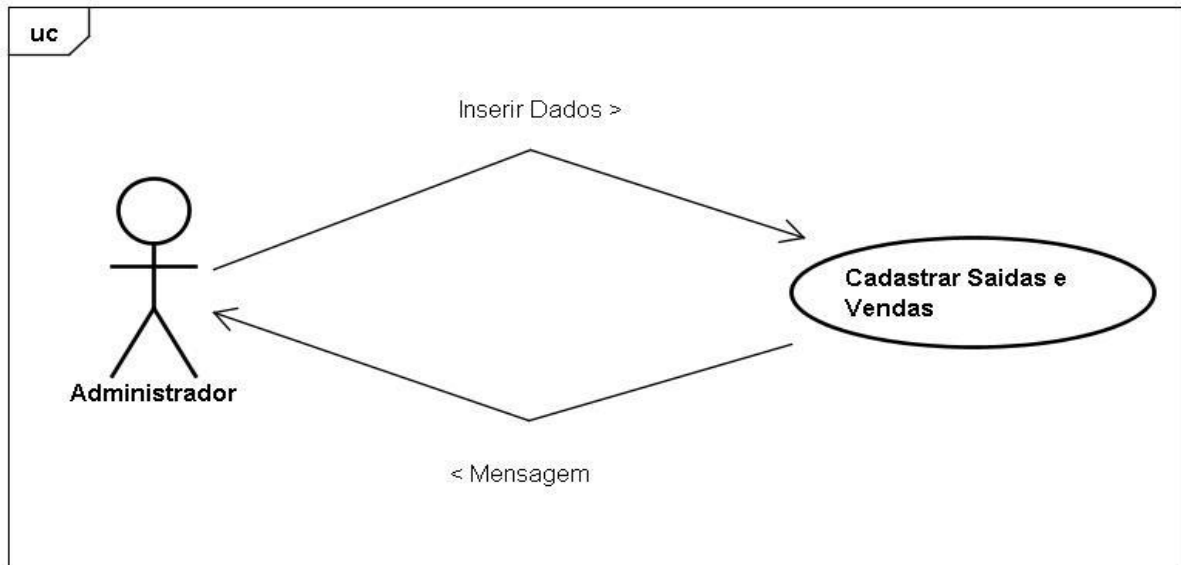 uc
Inserir Dados >
Cadastrar Saidas e
Vendas
Administrador
< Mensagem